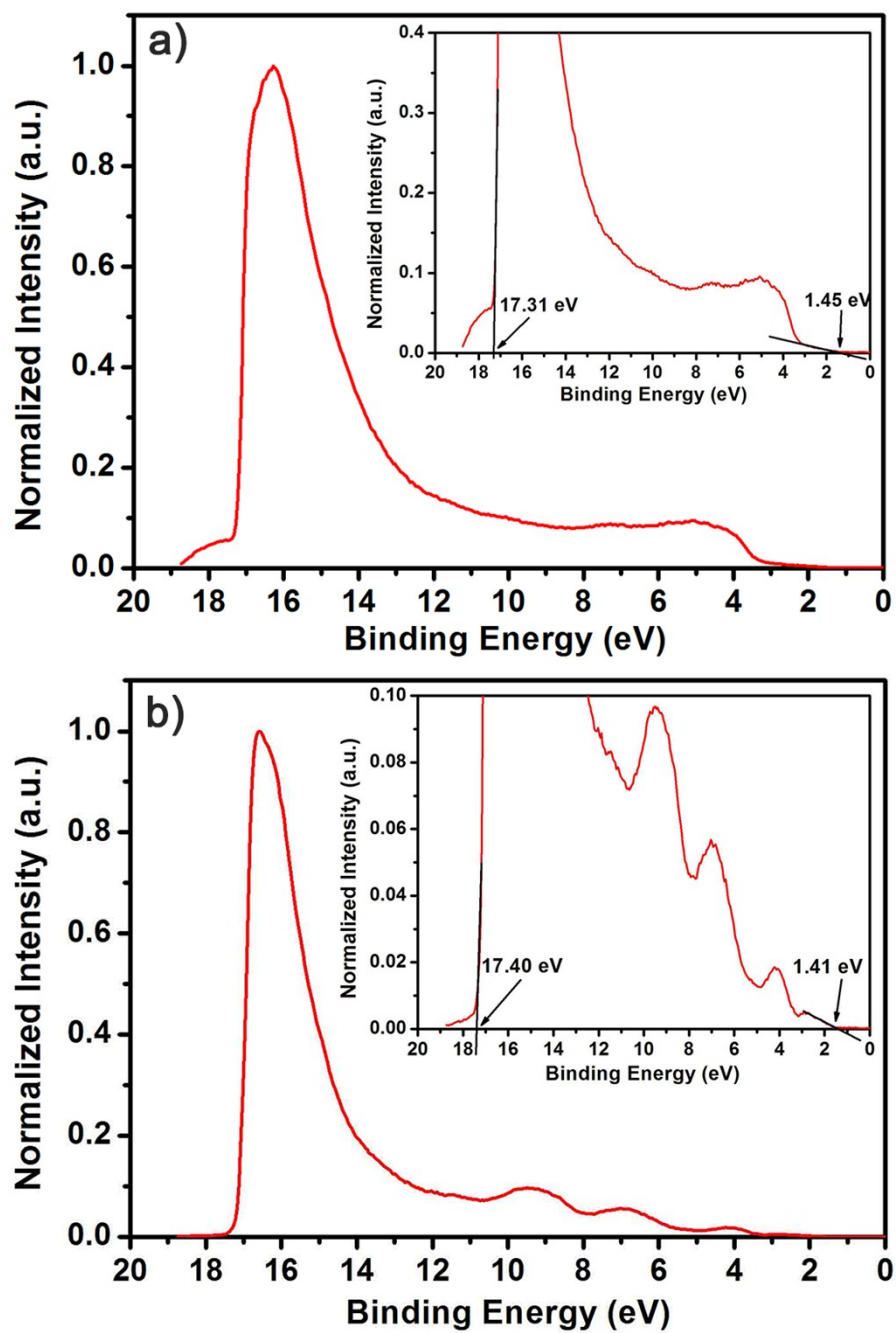 a)
Normalized Intensity (a.u.)
1.0
0.8
0.6
0.4
0.2
0.0
20 18 16 14 12 10 8 6 4 2 0
Binding Energy (eV)
Normalized Intensity (a.u.)
0.4
0.3
0.2
0.1
0.0
17.31 eV
1.45 eV
20 18 16 14 12 10 8 6 4 2 0
Binding Energy (eV)
b)
Normalized Intensity (a.u.)
1.0
0.8
0.6
0.4
0.2
0.0
20 18 16 14 12 10 8 6 4 2 0
Binding Energy (eV)
Normalized Intensity (a.u.)
0.10
0.08
0.06
0.04
0.02
0.00
17.40 eV
1.41 eV
20 18 16 14 12 10 8 6 4 2 0
Binding Energy (eV)